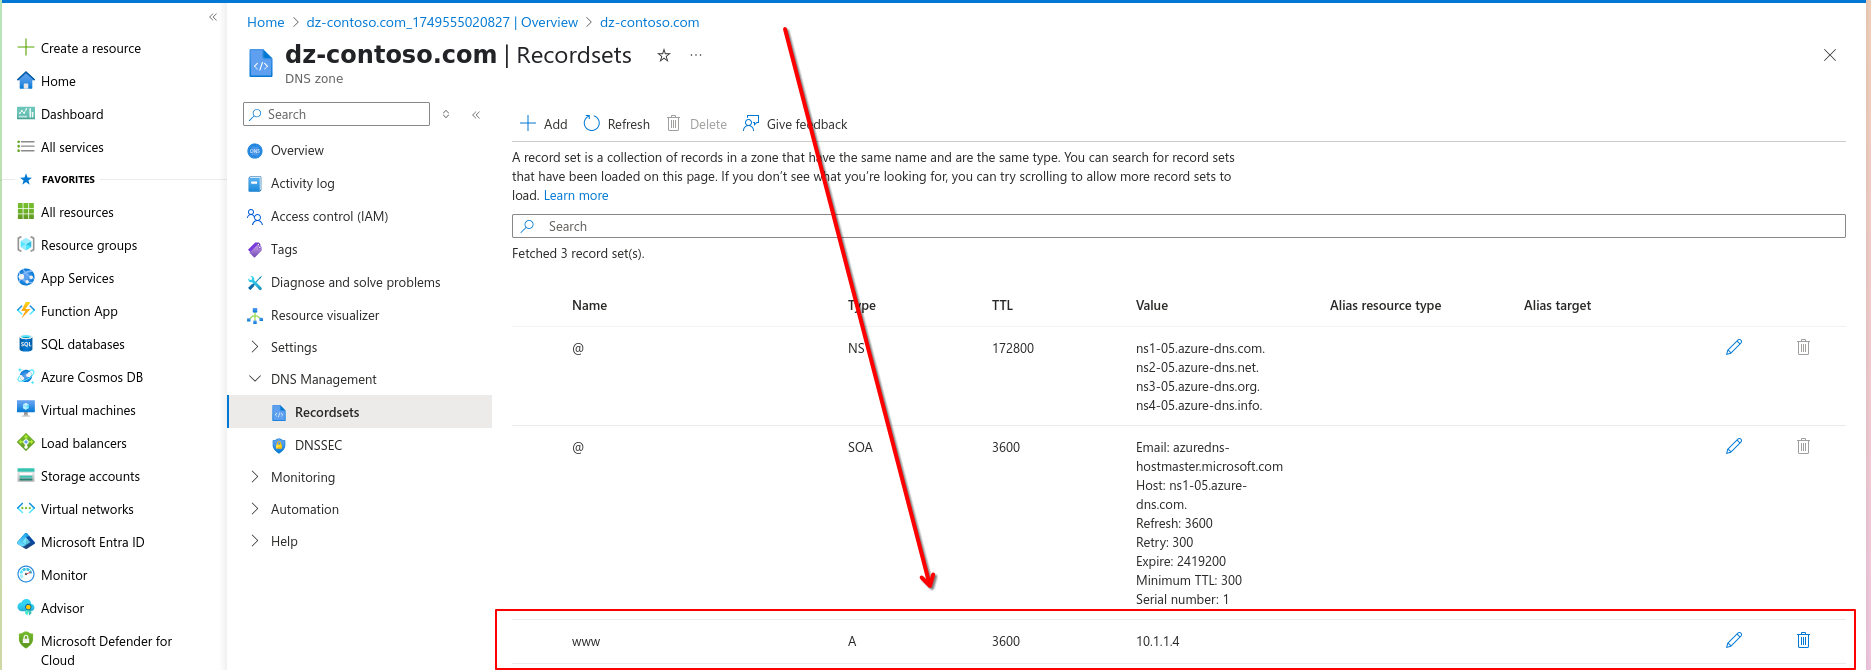 Home > dz-contoso.com_1749555020827 | Overview > dz-contoso.com
dz-contoso.com | Recordsets
DNS zone
Create a resource
Home
Dashboard
All services
FAVORITES
All resources
Resource groups
App Services
Function App
SQL databases
Azure Cosmos DB
Virtual machines
Load balancers
Storage accounts
Virtual networks
Microsoft Entra ID
Monitor
Advisor
Microsoft Defender for
Cloud
Search
Overview
Activity log
Access control (IAM)
Tags
Diagnose and solve problems
Resource visualizer
Settings
DNS Management
Recordsets
DNSSEC
Monitoring
Automation
Help
Add Refresh Delete Give feedback
A record set is a collection of records in a zone that have the same name and are the same type. You can search for record sets
that have been loaded on this page. If you don't see what you're looking for, you can try scrolling to allow more record sets to
load. Learn more
Search
Fetched 3 record set(s).
Name Type TTL Value Alias resource type Alias target
@ NS 172800 ns1-05.azure-dns.com.
ns2-05.azure-dns.net.
ns3-05.azure-dns.org.
ns4-05.azure-dns.info.
@ SOA 3600 Email: azuredns-
hostmaster.microsoft.com
Host: ns1-05.azure-
dns.com.
Refresh: 3600
Retry: 300
Expire: 2419200
Minimum TTL: 300
Serial number: 1
www A 3600 10.1.1.4